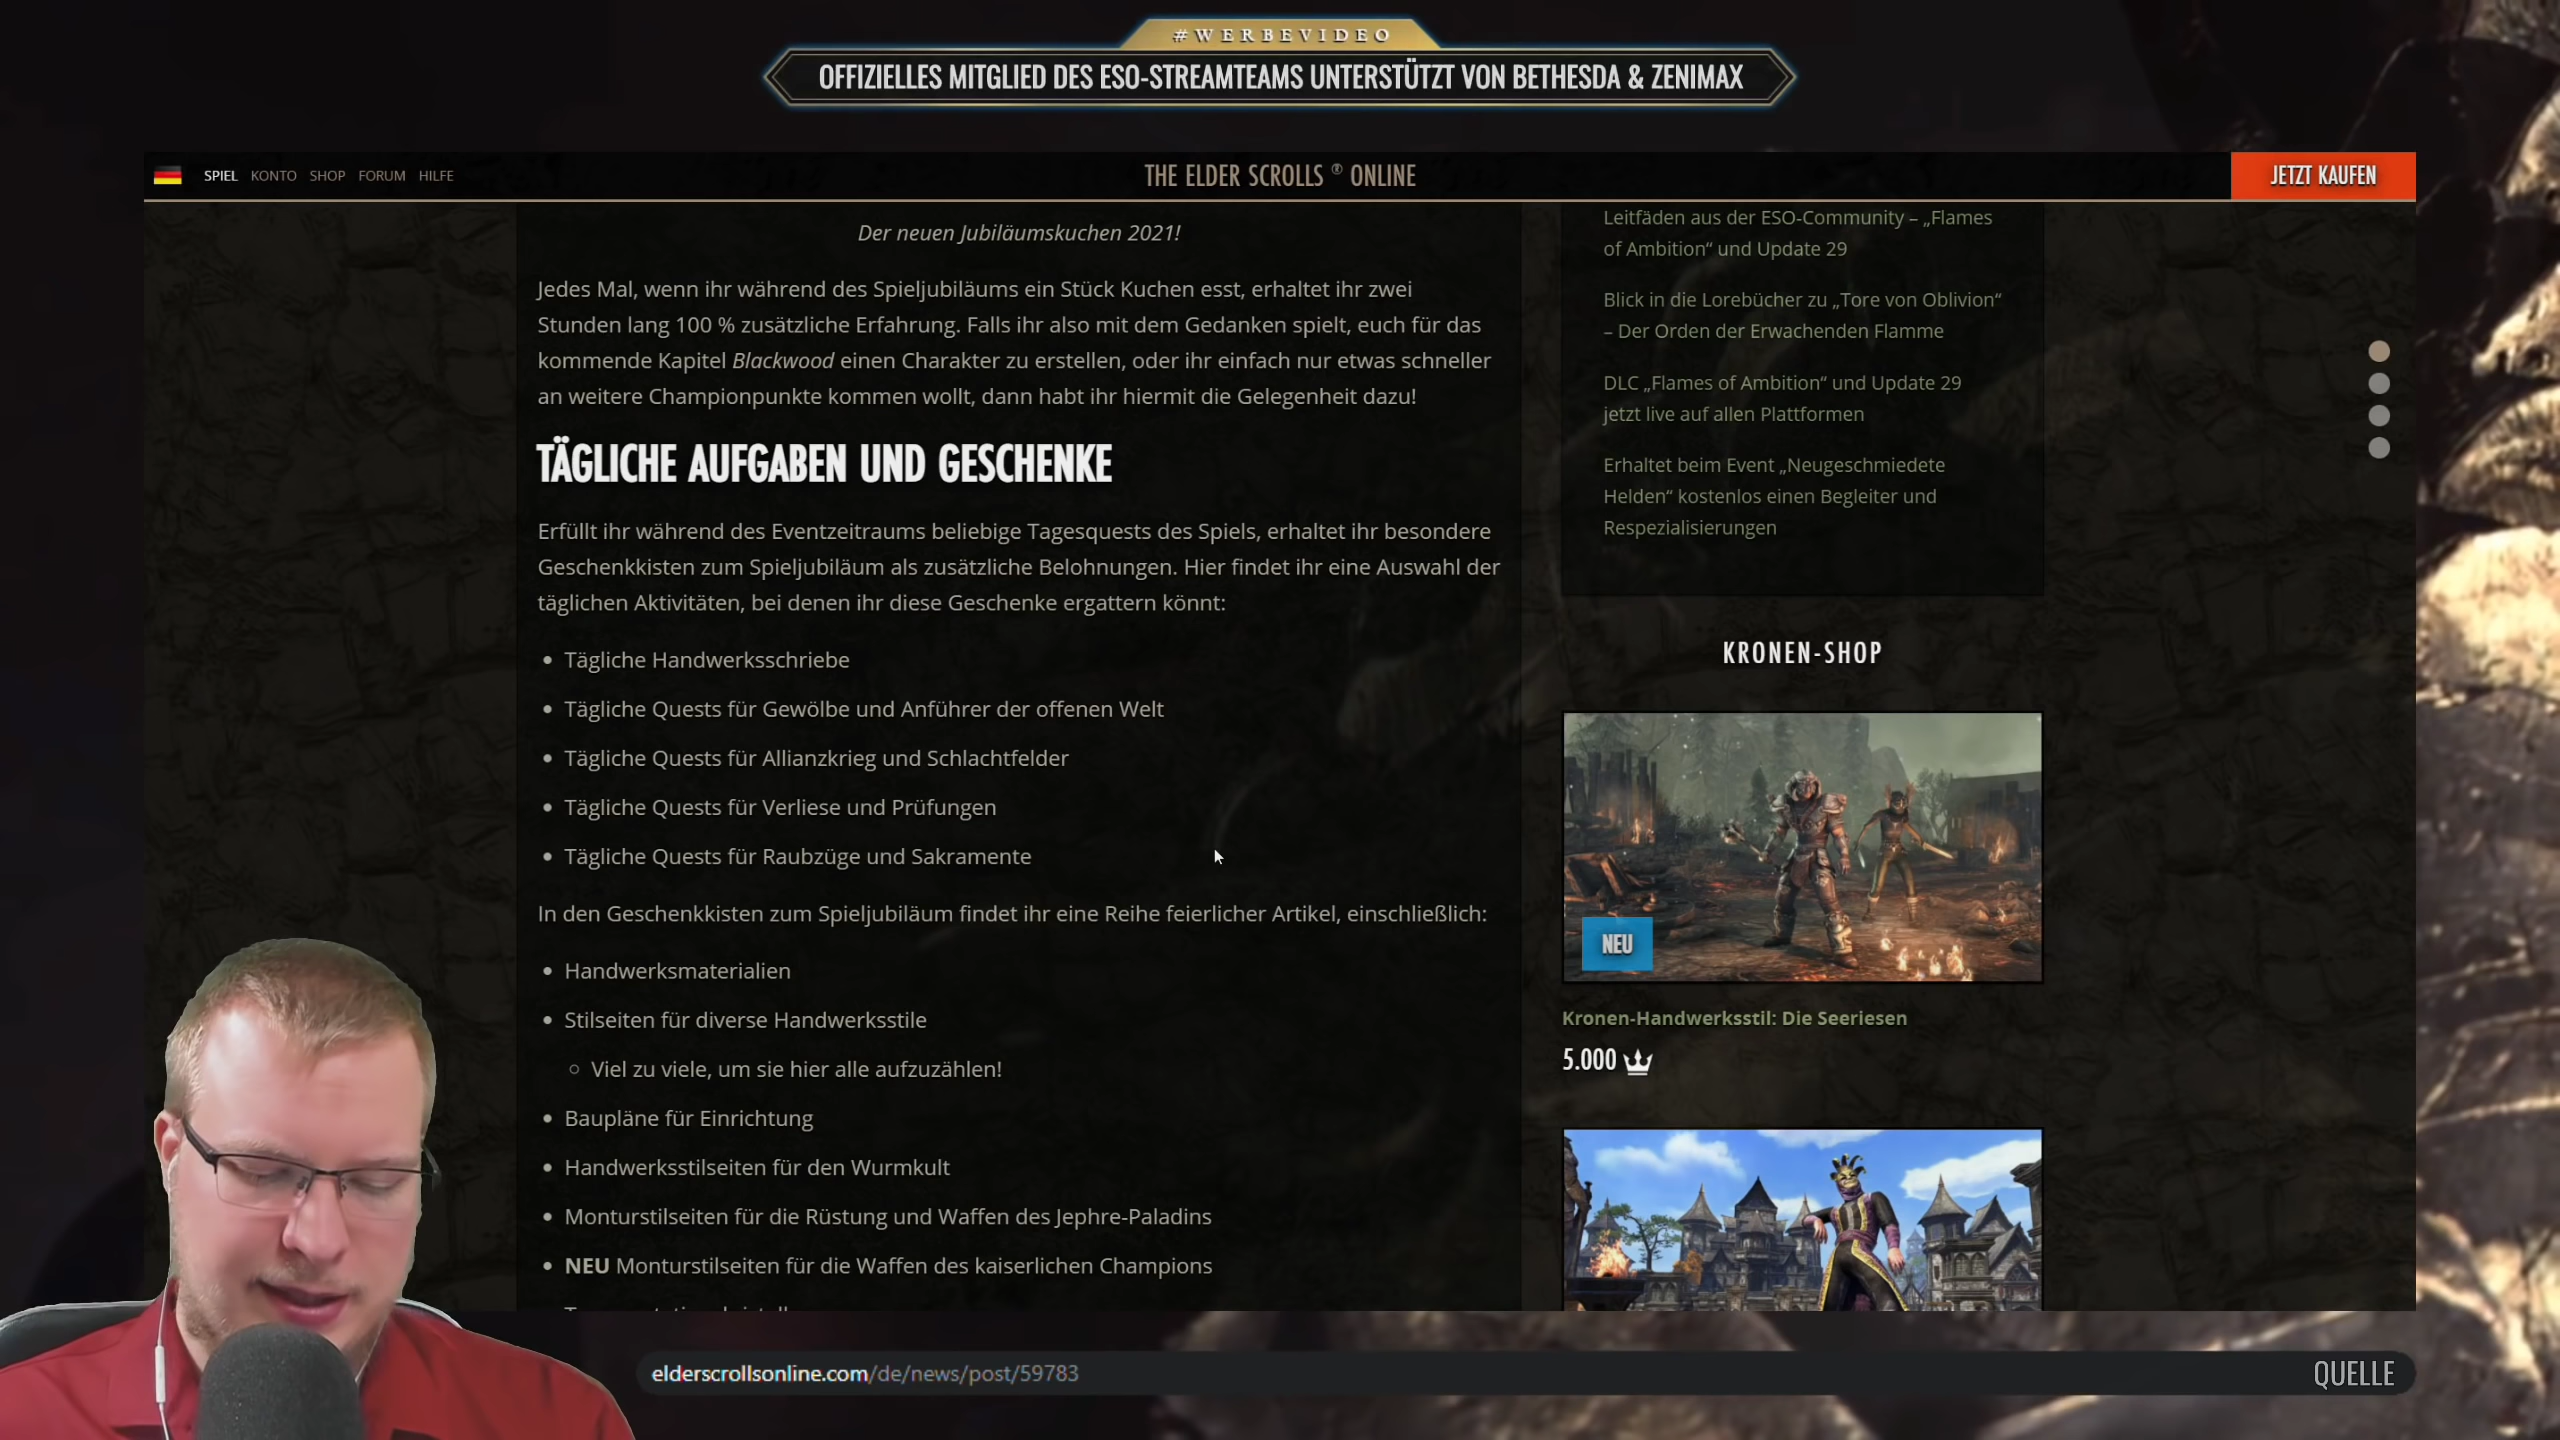 #WERBEVIDEO
OFFIZIELLES MITGLIED DES ESO-STREAMTEAMS UNTERSTÜTZT VON BETHESDA & ZENIMAX
SPIEL KONTO SHOP FORUM HILFE
THE ELDER SCROLLS ® ONLINE
JETZT KAUFEN
Der neuen Jubiläumskuchen 2021!
Jedes Mal, wenn ihr während des Spieljubiläums ein Stück Kuchen esst, erhaltet ihr zwei
Stunden lang 100 % zusätzliche Erfahrung. Falls ihr also mit dem Gedanken spielt, euch für das
kommende Kapitel Blackwood einen Charakter zu erstellen, oder ihr einfach nur etwas schneller
an weitere Championpunkte kommen wollt, dann habt ihr hiermit die Gelegenheit dazu!
TÄGLICHE AUFGABEN UND GESCHENKE
Erfüllt ihr während des Eventzeitraums beliebige Tagesquests des Spiels, erhaltet ihr besondere
Geschenkkisten zum Spieljubiläum als zusätzliche Belohnungen. Hier findet ihr eine Auswahl der
täglichen Aktivitäten, bei denen ihr diese Geschenke ergattern könnt:
• Tägliche Handwerksschriebe
• Tägliche Quests für Gewölbe und Anführer der offenen Welt
• Tägliche Quests für Allianzkrieg und Schlachtfelder
• Tägliche Quests für Verliese und Prüfungen
• Tägliche Quests für Raubzüge und Sakramente
In den Geschenkkisten zum Spieljubiläum findet ihr eine Reihe feierlicher Artikel, einschließlich:
• Handwerksmaterialien
• Stilseiten für diverse Handwerksstile
○ Viel zu viele, um sie hier alle aufzuzählen!
• Baupläne für Einrichtung
• Handwerksstilseiten für den Wurmkult
• Monturstilseiten für die Rüstung und Waffen des Jephre-Paladins
• NEU Monturstilseiten für die Waffen des kaiserlichen Champions
Leitfäden aus der ESO-Community – „Flames
of Ambition“ und Update 29
Blick in die Lorebücher zu „Tore von Oblivion“
– Der Orden der Erwachenden Flamme
DLC „Flames of Ambition“ und Update 29
jetzt live auf allen Plattformen
Erhaltet beim Event „Neugeschmiedete
Helden“ kostenlos einen Begleiter und
Respezialisierungen
KRONEN-SHOP
NEU
Kronen-Handwerksstil: Die Seeriesen
5.000
elderscrollsonline.com/de/news/post/59783
QUELLE